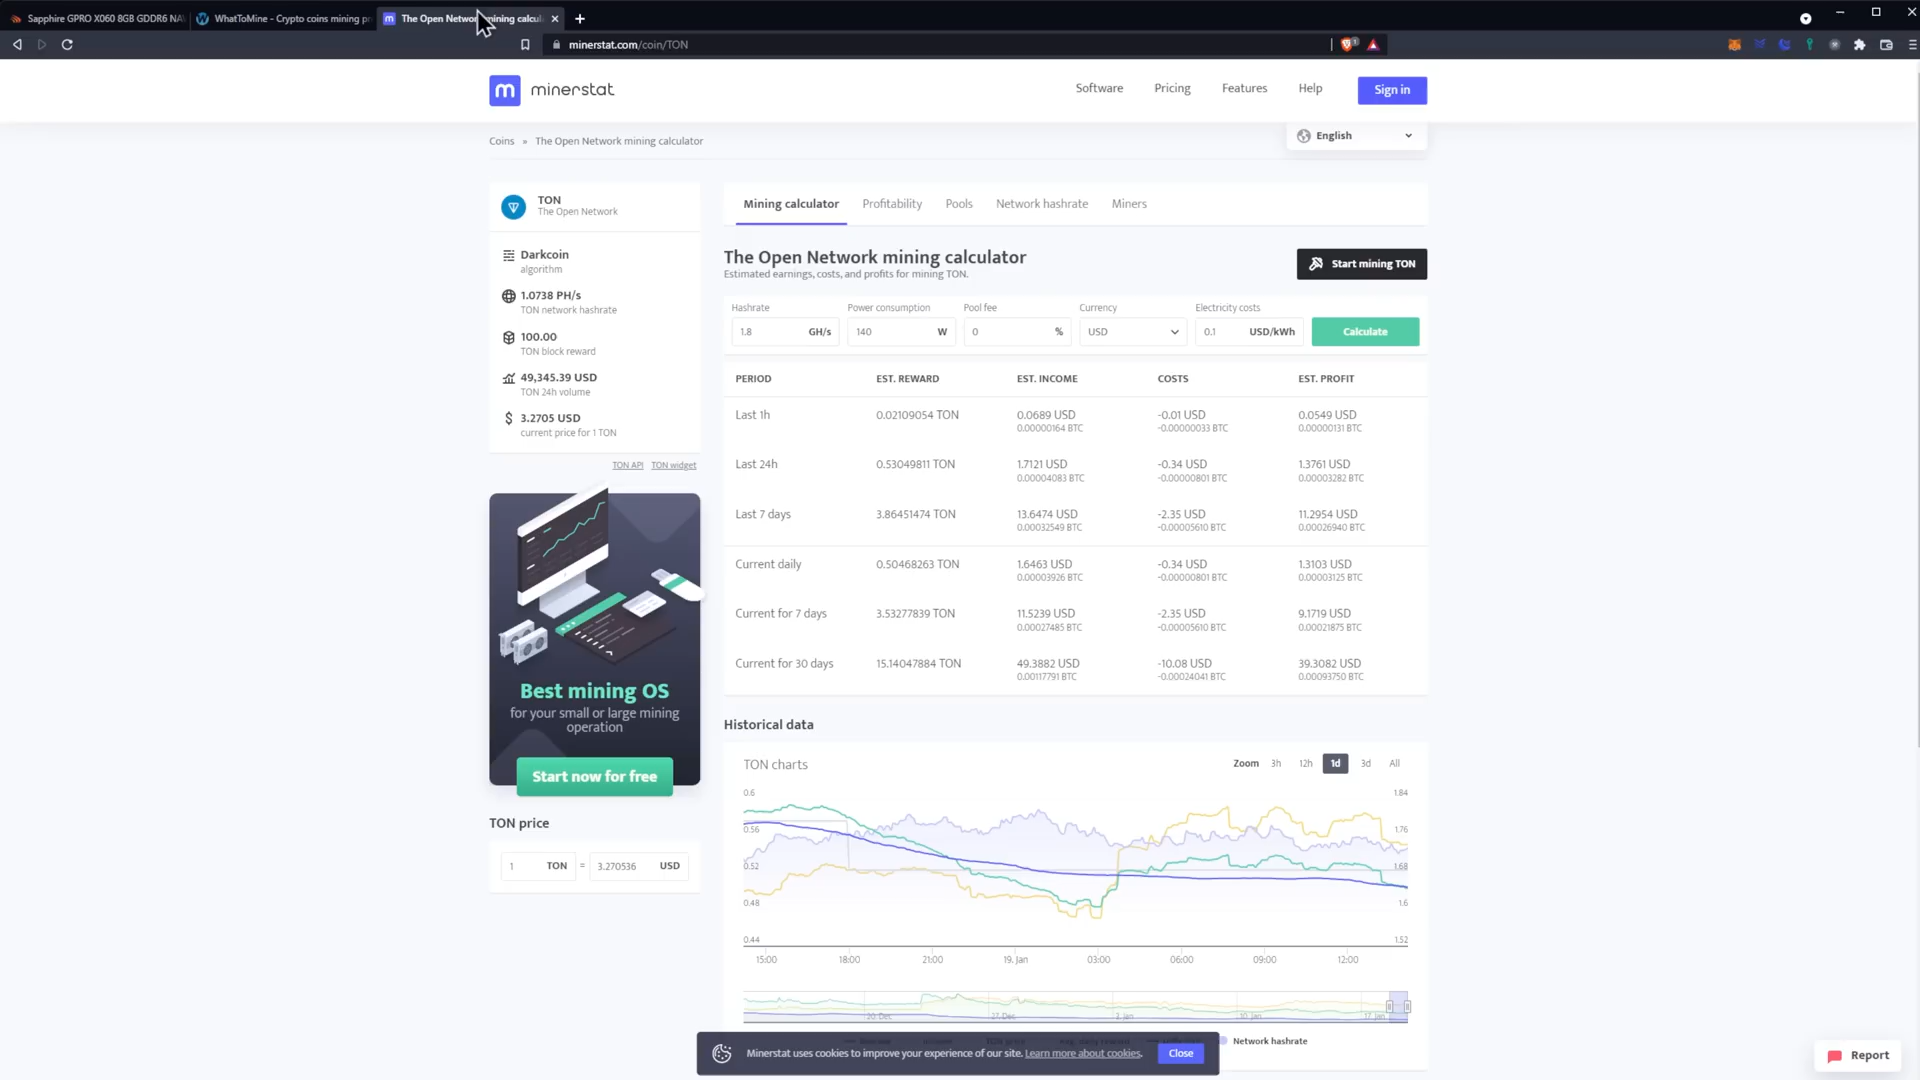 Sapphire GPRO X060 8GB GDDR6 NA
WhatToMine - Crypto coins mining pr
The Open Network mining calcul
minerstat.com/coin/TON
minerstat
Software
Pricing
Features
Help
Sign in
Coins » The Open Network mining calculator
English
TON
The Open Network
Darkcoin
algorithm
1.0738 PH/s
TON network hashrate
100.00
TON block reward
49,345.39 USD
TON 24h volume
3.2705 USD
current price for 1 TON
TON API TON widget
Best mining OS
for your small or large mining
operation
Start now for free
TON price
1 TON = 3.270536 USD
Mining calculator Profitability Pools Network hashrate Miners
The Open Network mining calculator
Estimated earnings, costs, and profits for mining TON.
Start mining TON
Hashrate Power consumption Pool fee Currency Electricity costs
1.8 GH/s 140 W 0 % USD 0.1 USD/kWh Calculate
PERIOD EST. REWARD EST. INCOME COSTS EST. PROFIT
Last 1h 0.02109054 TON 0.0689 USD -0.01 USD 0.0549 USD
0.00000164 BTC -0.00000033 BTC 0.00000131 BTC
Last 24h 0.53049811 TON 1.7121 USD -0.34 USD 1.3761 USD
0.00004083 BTC -0.00000801 BTC 0.00003282 BTC
Last 7 days 3.86451474 TON 13.6474 USD -2.35 USD 11.2954 USD
0.00032549 BTC -0.00005610 BTC 0.00026940 BTC
Current daily 0.50468263 TON 1.6463 USD -0.34 USD 1.3103 USD
0.00003926 BTC -0.00000801 BTC 0.00003125 BTC
Current for 7 days 3.53277839 TON 11.5239 USD -2.35 USD 9.1719 USD
0.00027485 BTC -0.00005610 BTC 0.00021875 BTC
Current for 30 days 15.14047884 TON 49.3882 USD -10.08 USD 39.3082 USD
0.00117791 BTC -0.00024041 BTC 0.00093750 BTC
Historical data
TON charts
Zoom 3h 12h 1d 3d All
0.6 1.84
0.56 1.76
0.52 1.68
0.48 1.6
0.44 1.52
15:00 18:00 21:00 19. Jan 03:00 06:00 09:00 12:00
20. Dec 27. Dec 3. Jan 10. Jan 17. Jan
Network hashrate
Minerstat uses cookies to improve your experience of our site. Learn more about cookies. Close
Report